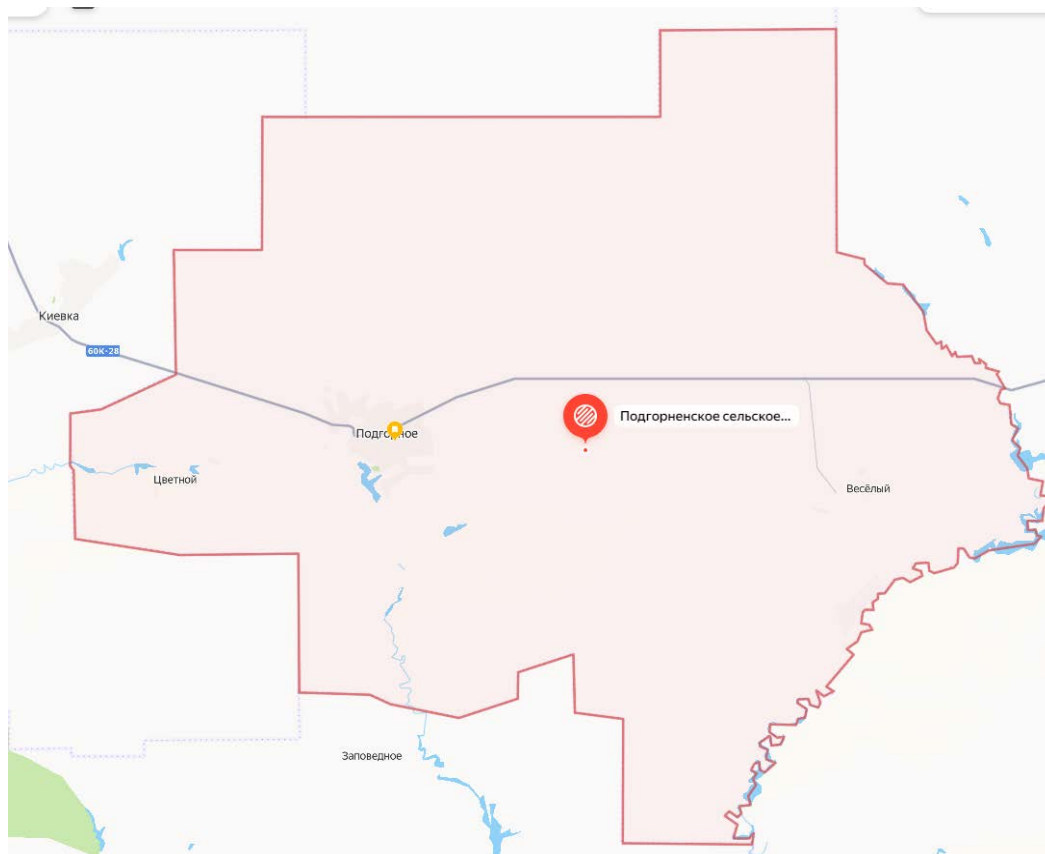 Киевка
60К-28
Подгорненское сельское...
Подгорное
Цветной
Весёлый
Заповедное